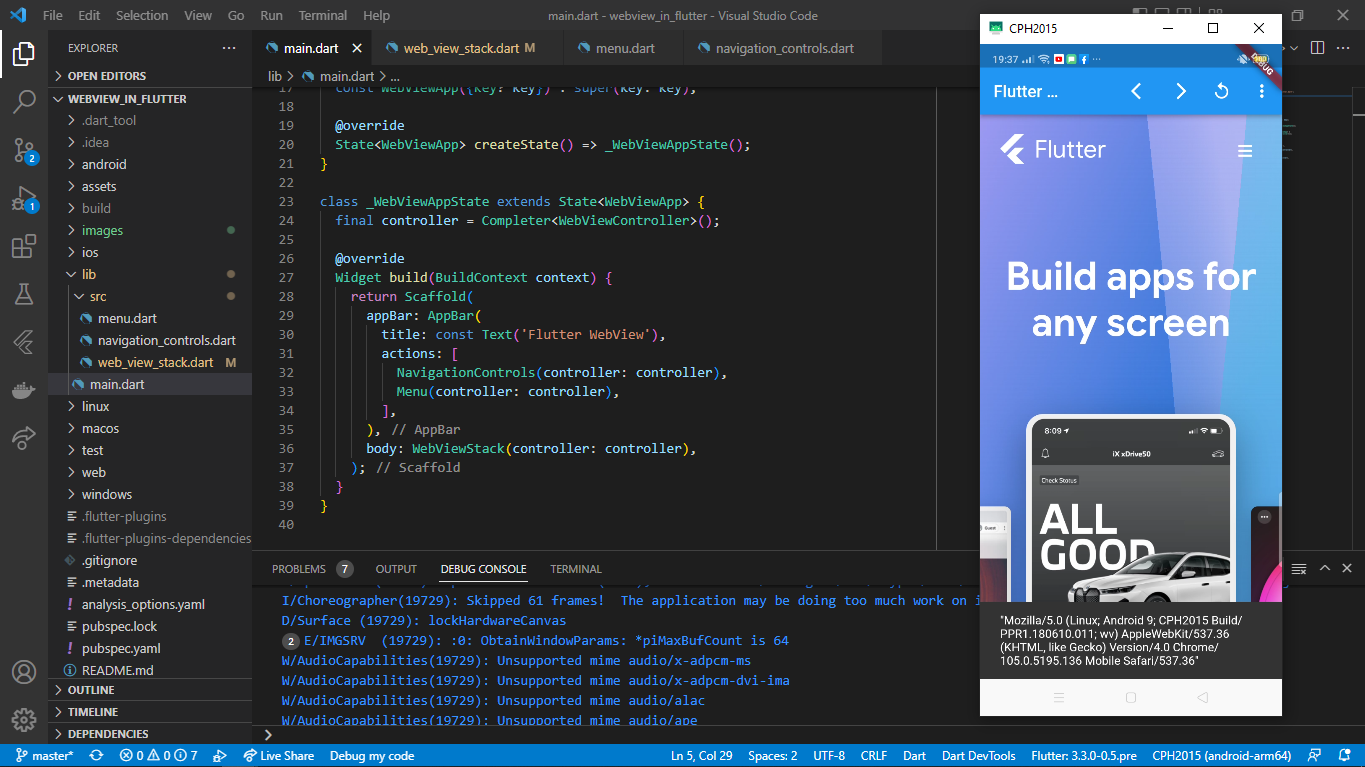 File Edit Selection View Go Run Terminal Help
main.dart - webview_in_flutter - Visual Studio Code
EXPLORER
OPEN EDITORS
WEBVIEW_IN_FLUTTER
.dart_tool
.idea
android
assets
build
images
ios
lib
src
menu.dart
navigation_controls.dart
web_view_stack.dart M
main.dart
linux
macos
test
web
windows
.flutter-plugins
.flutter-plugins-dependencies
.gitignore
.metadata
analysis_options.yaml
pubspec.lock
pubspec.yaml
README.md
OUTLINE
TIMELINE
DEPENDENCIES
2
1
main.dart web_view_stack.dart M menu.dart navigation_controls.dart
lib > main.dart > ...
17 const WebViewApp({Key? key}) : super(key: key);
18
19 @override
20 State<WebViewApp> createState() => _WebViewAppState();
21 }
22
23 class _WebViewAppState extends State<WebViewApp> {
24 final controller = Completer<WebViewController>();
25
26 @override
27 Widget build(BuildContext context) {
28 return Scaffold(
29 appBar: AppBar(
30 title: const Text('Flutter WebView'),
31 actions: [
32 NavigationControls(controller: controller),
33 Menu(controller: controller),
34 ],
35 ), // AppBar
36 body: WebViewStack(controller: controller),
37 ); // Scaffold
38 }
39 }
40
PROBLEMS 7 OUTPUT DEBUG CONSOLE TERMINAL
I/Choreographer(19729): Skipped 61 frames!  The application may be doing too much work on
D/Surface (19729): lockHardwareCanvas
2 E/IMGSRV  (19729): :0: ObtainWindowParams: *piMaxBufCount is 64
W/AudioCapabilities(19729): Unsupported mime audio/x-adpcm-ms
W/AudioCapabilities(19729): Unsupported mime audio/x-adpcm-dvi-ima
W/AudioCapabilities(19729): Unsupported mime audio/alac
W/AudioCapabilities(19729): Unsupported mime audio/ape
CPH2015
19:37
DEBUG
Flutter ...
Flutter
Build apps for
any screen
8:09
iX xDrive50
Check Status
ALL
GOOD
"Mozilla/5.0 (Linux; Android 9; CPH2015 Build/
PPR1.180610.011; wv) AppleWebKit/537.36
(KHTML, like Gecko) Version/4.0 Chrome/
105.0.5195.136 Mobile Safari/537.36"
master* 0 0 7 Live Share Debug my code Ln 5, Col 29 Spaces: 2 UTF-8 CRLF Dart Dart DevTools Flutter: 3.3.0-0.5.pre CPH2015 (android-arm64)